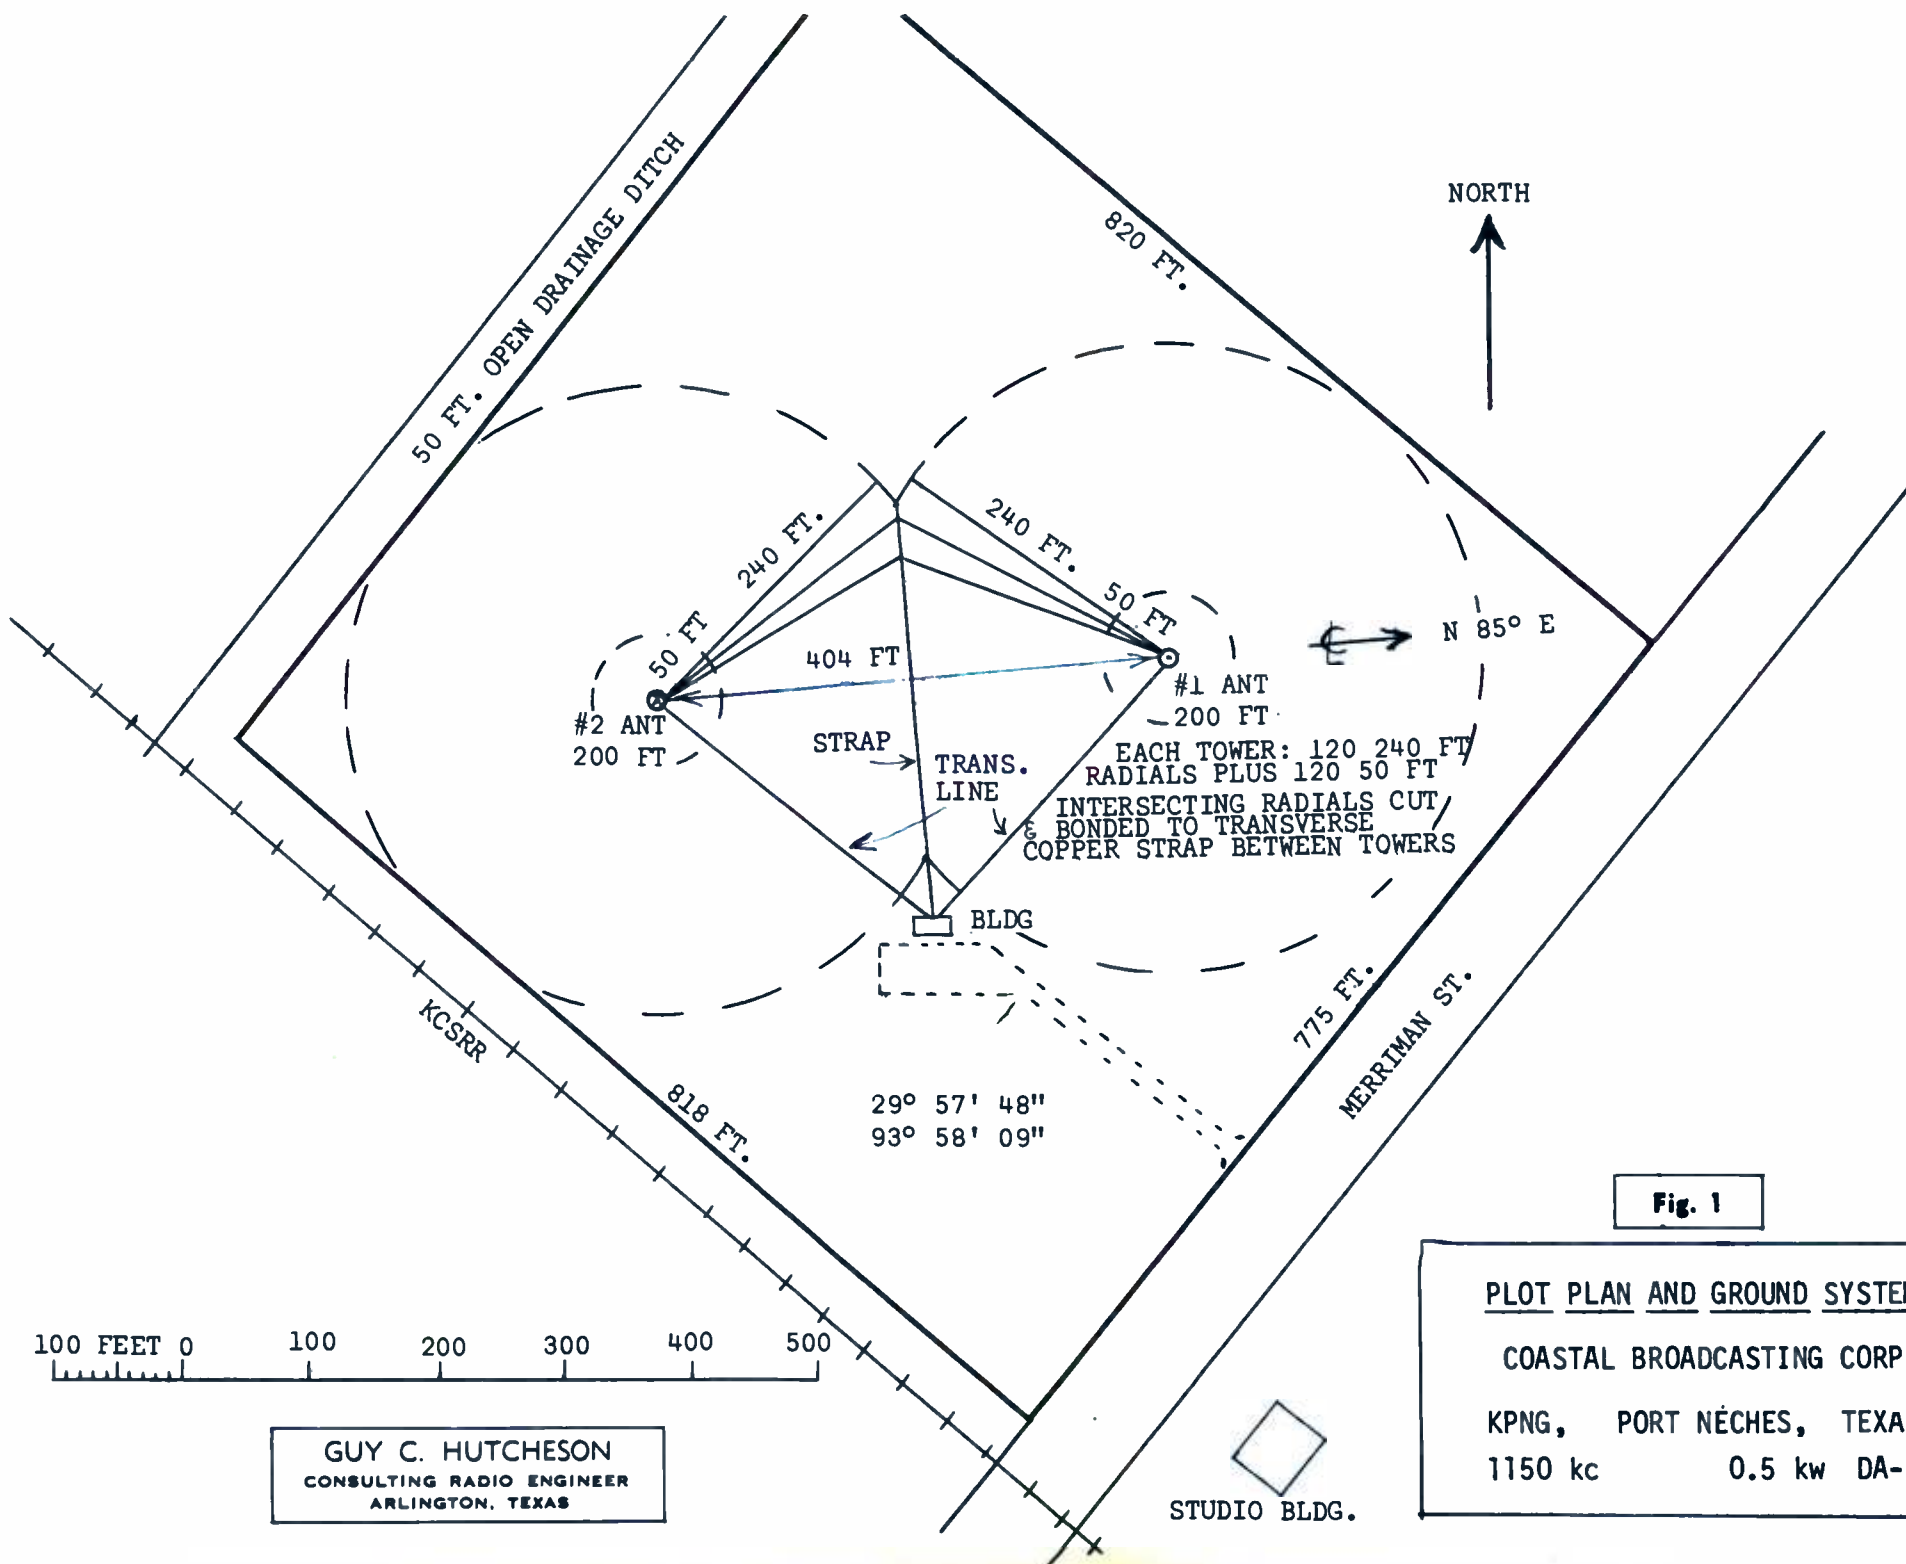 50 FT. OPEN DRAINAGE DITCH
820 FT.
NORTH
240 FT.
240 FT.
50 FT
50 FT
404 FT
℄
N 85° E
#1 ANT
200 FT
#2 ANT
200 FT
STRAP
TRANS.
LINE
EACH TOWER: 120 240 FT
RADIALS PLUS 120 50 FT
INTERSECTING RADIALS CUT
& BONDED TO TRANSVERSE
COPPER STRAP BETWEEN TOWERS
BLDG
775 FT.
MERRIMAN ST.
KCSRR
818 FT.
29° 57' 48"
93° 58' 09"
Fig. 1
PLOT PLAN AND GROUND SYSTE
COASTAL BROADCASTING CORP
KPNG, PORT NECHES, TEXA
1150 kc 0.5 kw DA-
100 FEET 0 100 200 300 400 500
GUY C. HUTCHESON
CONSULTING RADIO ENGINEER
ARLINGTON, TEXAS
STUDIO BLDG.